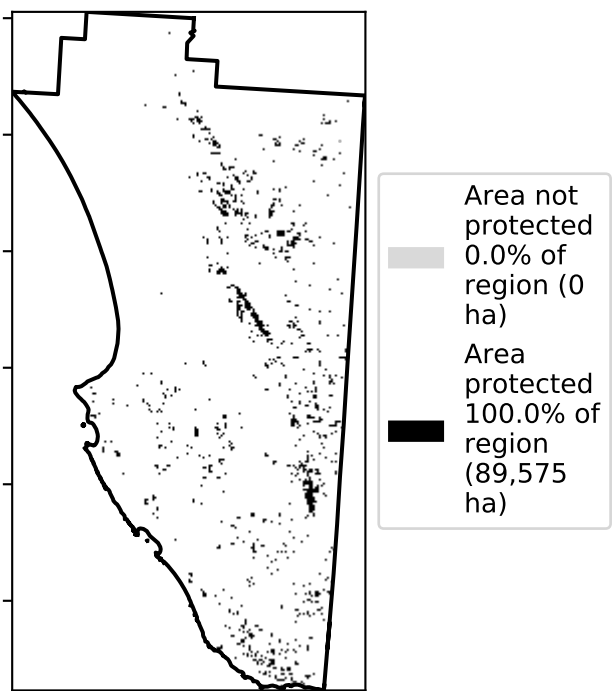 Area not
protected
0.0% of
region (0
ha)
Area
protected
100.0% of
region
(89,575
ha)